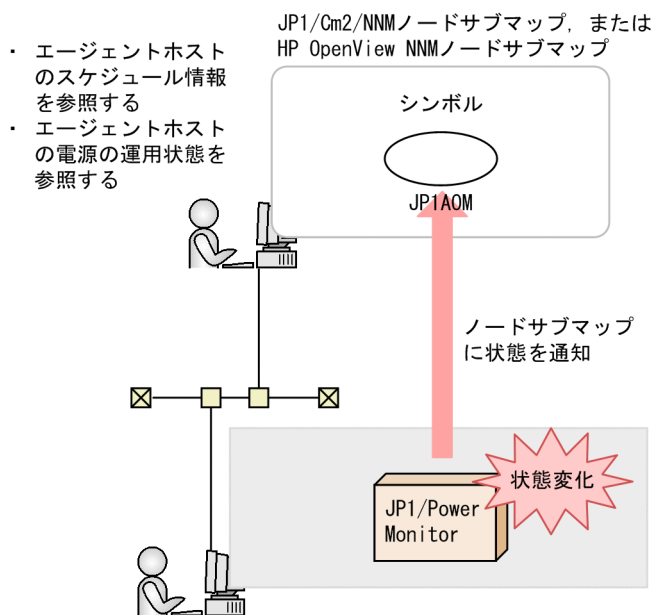 JP1/Cm2/NNMノードサブマップ, または
HP OpenView NNMノードサブマップ
・ エージェントホスト
のスケジュール情報
を参照する
・ エージェントホスト
の電源の運用状態を
参照する
シンボル
JP1AOM
ノードサブマップ
に状態を通知
状態変化
JP1/Power
Monitor